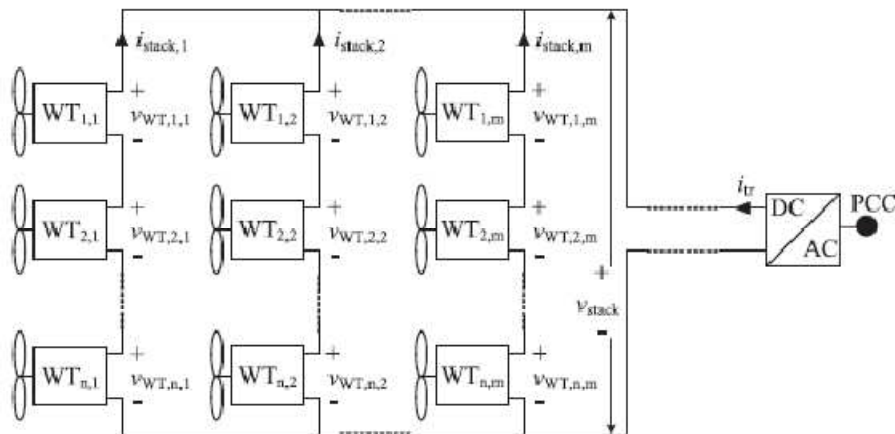 i_stack,1 i_stack,2 i_stack,m
+ + +
WT_1,1 v_WT,1,1 WT_1,2 v_WT,1,2 WT_1,m v_WT,1,m
- - -
i_tr
+ + + DC PCC
WT_2,1 v_WT,2,1 WT_2,2 v_WT,2,2 WT_2,m v_WT,2,m
- - - AC
+
v_stack
-
+ + +
WT_n,1 v_WT,n,1 WT_n,2 v_WT,n,2 WT_n,m v_WT,n,m
- - -